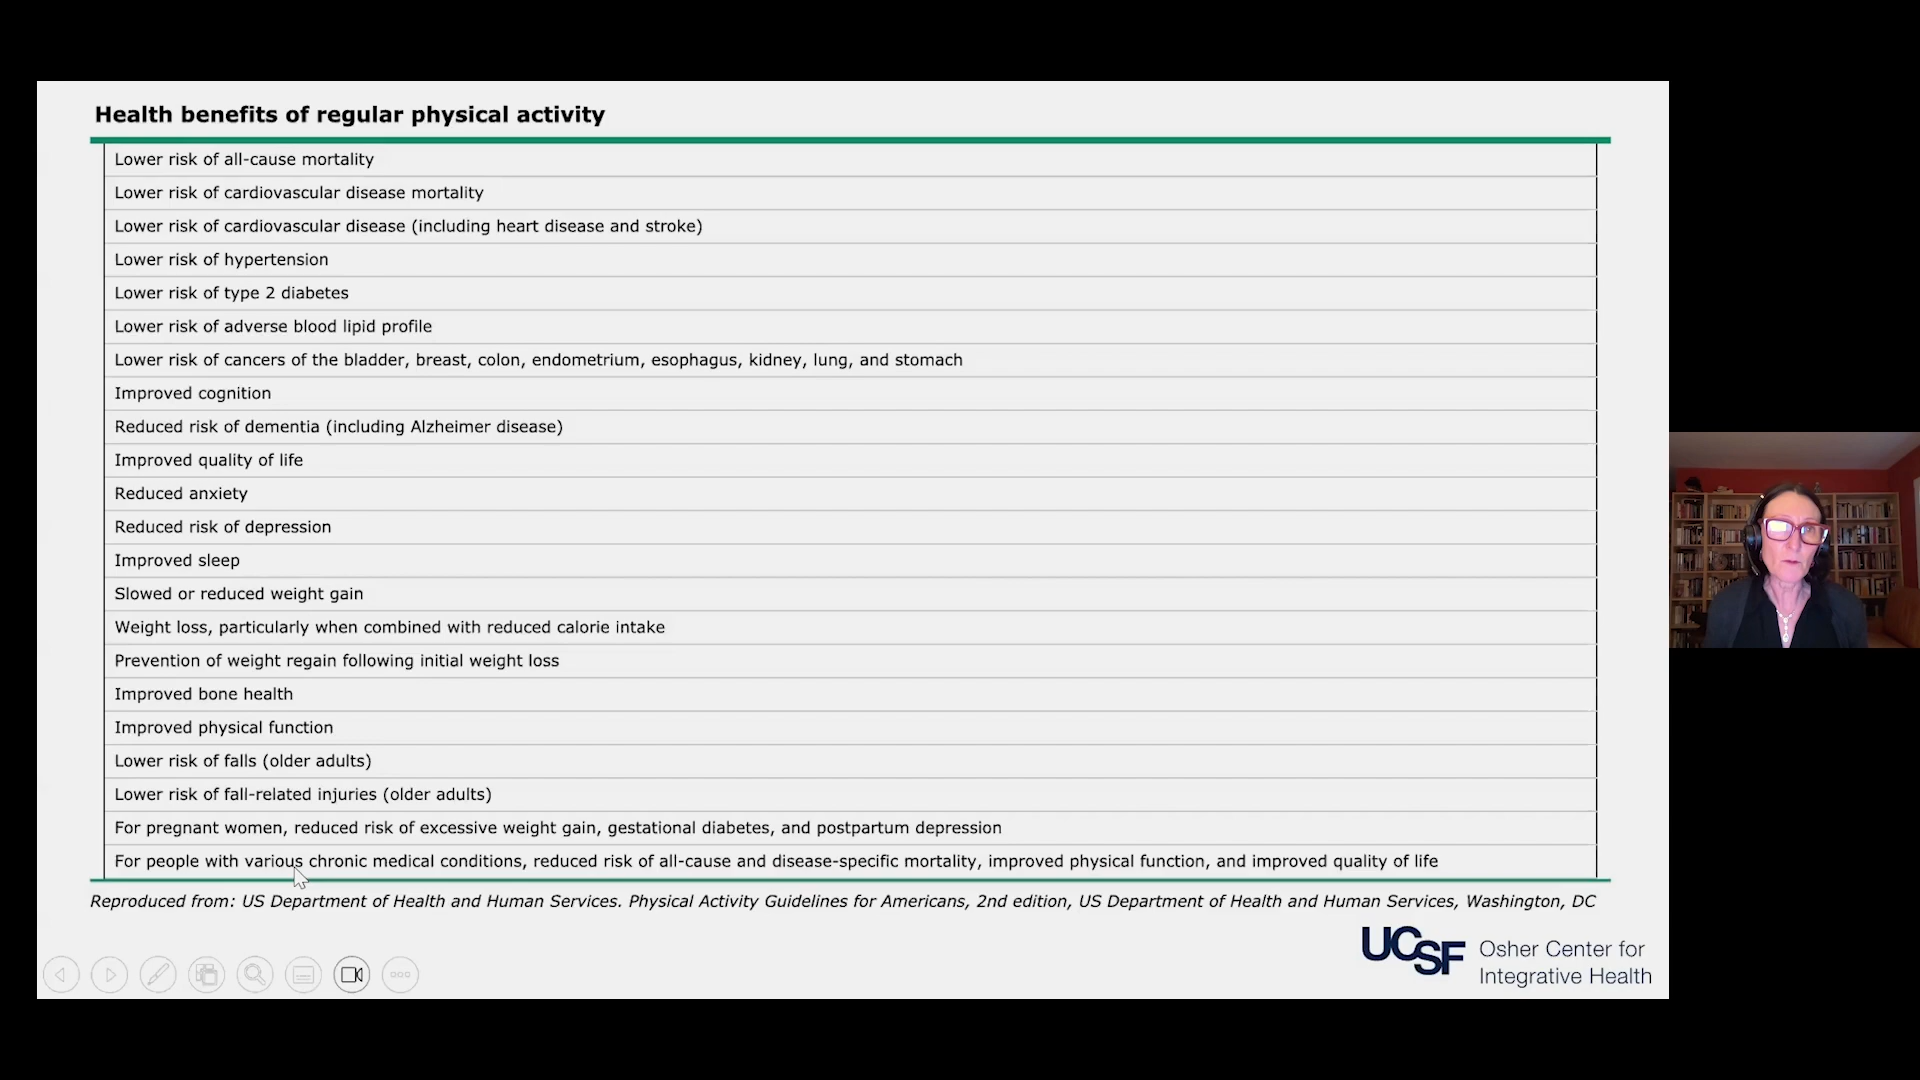 Health benefits of regular physical activity
Lower risk of all-cause mortality
Lower risk of cardiovascular disease mortality
Lower risk of cardiovascular disease (including heart disease and stroke)
Lower risk of hypertension
Lower risk of type 2 diabetes
Lower risk of adverse blood lipid profile
Lower risk of cancers of the bladder, breast, colon, endometrium, esophagus, kidney, lung, and stomach
Improved cognition
Reduced risk of dementia (including Alzheimer disease)
Improved quality of life
Reduced anxiety
Reduced risk of depression
Improved sleep
Slowed or reduced weight gain
Weight loss, particularly when combined with reduced calorie intake
Prevention of weight regain following initial weight loss
Improved bone health
Improved physical function
Lower risk of falls (older adults)
Lower risk of fall-related injuries (older adults)
For pregnant women, reduced risk of excessive weight gain, gestational diabetes, and postpartum depression
For people with various chronic medical conditions, reduced risk of all-cause and disease-specific mortality, improved physical function, and improved quality of life
Reproduced from: US Department of Health and Human Services. Physical Activity Guidelines for Americans, 2nd edition, US Department of Health and Human Services, Washington, DC
UCSF
Osher Center for
Integrative Health